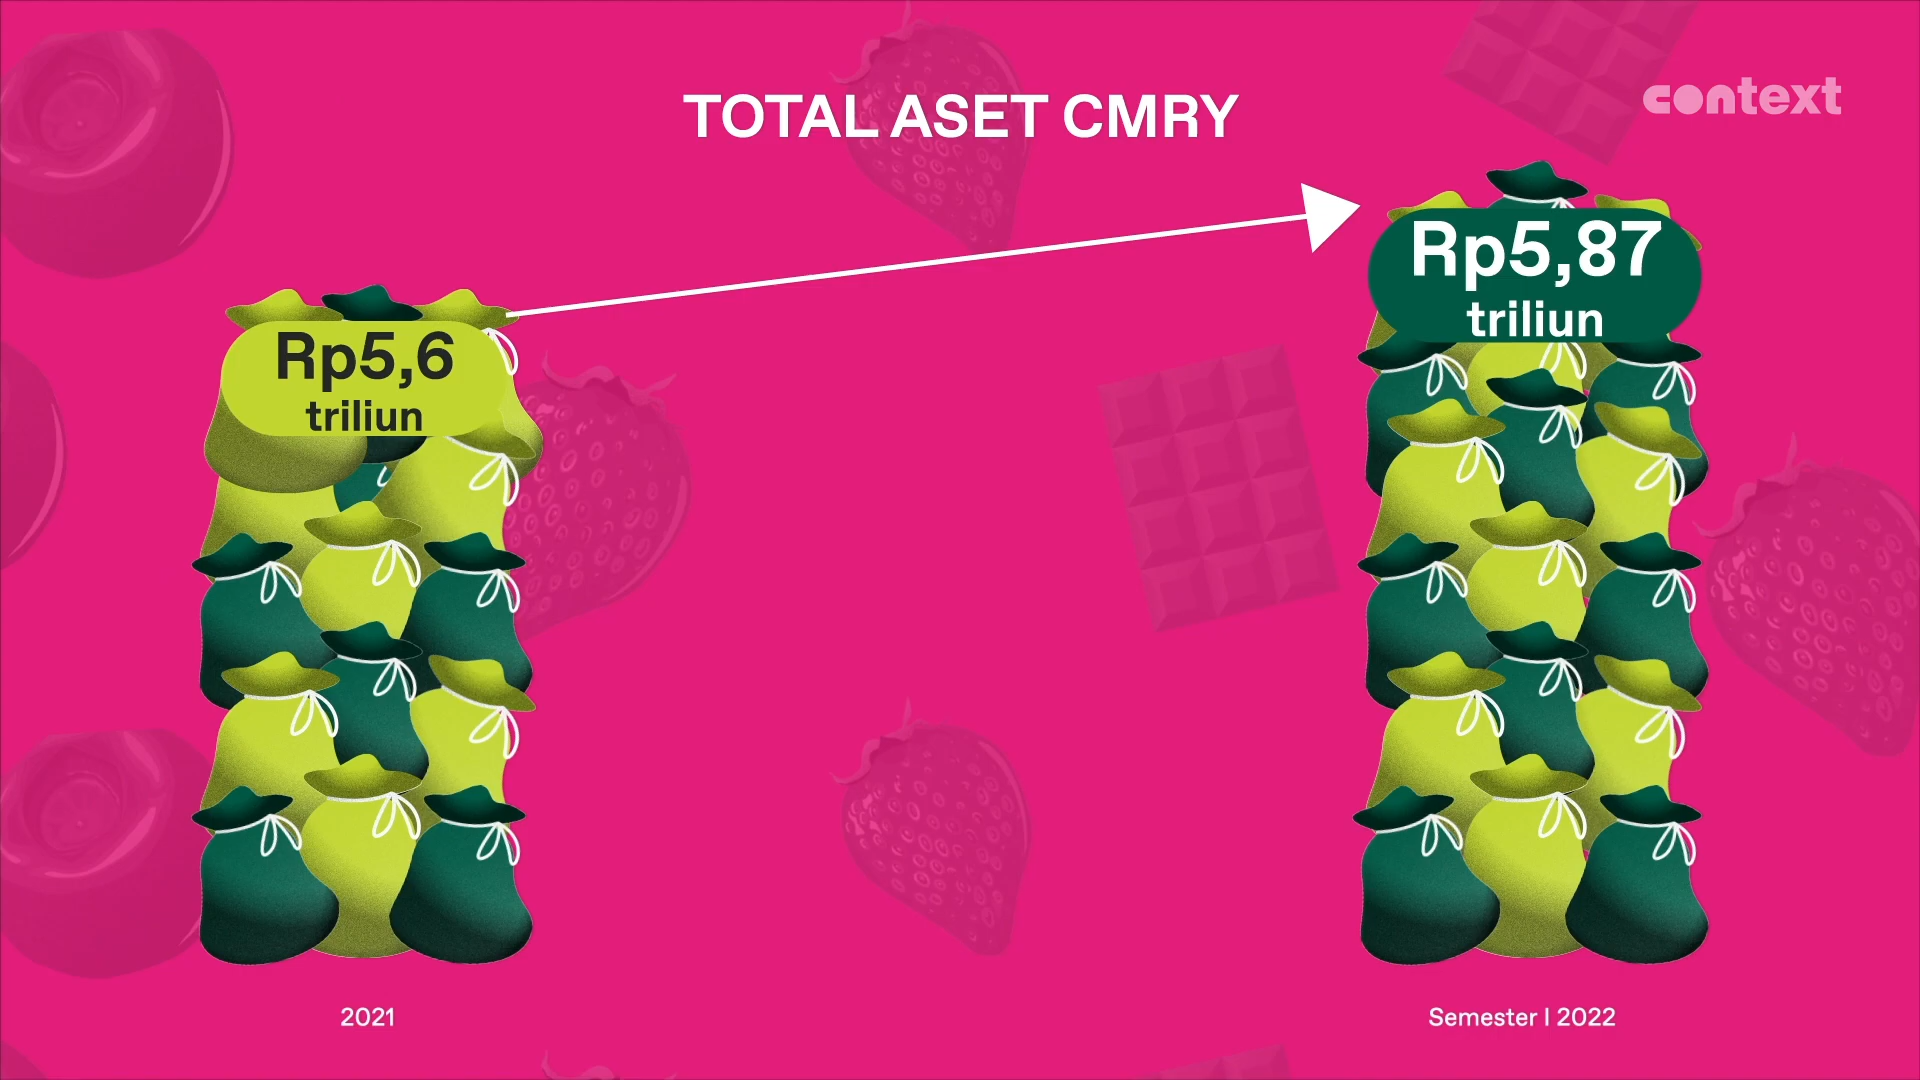 TOTAL ASET CMRY
context
Rp5,6
triliun
Rp5,87
triliun
2021
Semester I 2022